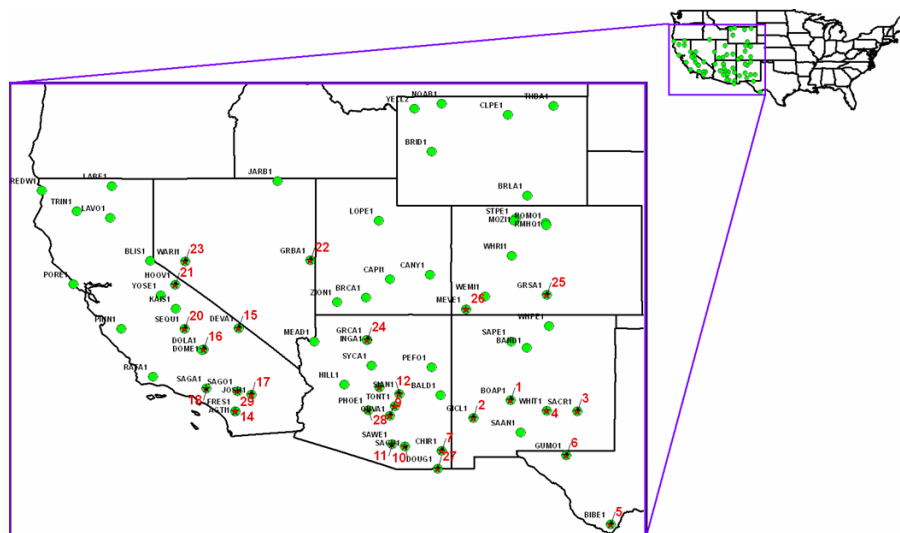 NOAB1
YELL2
THBA1
CLPE1
BRID1
JARB1
LABE1
REDW1
BRLA1
TRIN1
LAVO1
LOPE1
STPE1
ROMO1
MOZI1
RMHQ1
WHRI1
BLIS1
WARI1
23
GRBA1
22
HOOV1
21
CAPI1
CANY1
PORE1
YOSE1
GRSA1
25
KAIS1
ZION1
BRCA1
WEMI1
MEVE1
26
PINN1
SEQU1
20
DEVA1
15
WHPE1
DOLA1
DOME1
16
MEAD1
GRCA1
24
INGA1
SAPE1
BAND1
SYCA1
PEFO1
RAFA1
HILL1
SAGA1
SAGO1
17
JOSH1
SIAN1
12
BALD1
BOAP1
1
18
FRES1
29
TONT1
PHOE1
9
WHIT1
SACR1
3
AGTI1
14
28
GICL1
2
4
SAAN1
SAWE1
CHIR1
7
11
10
DOUG1
27
GUMO1
6
BIBE1
5